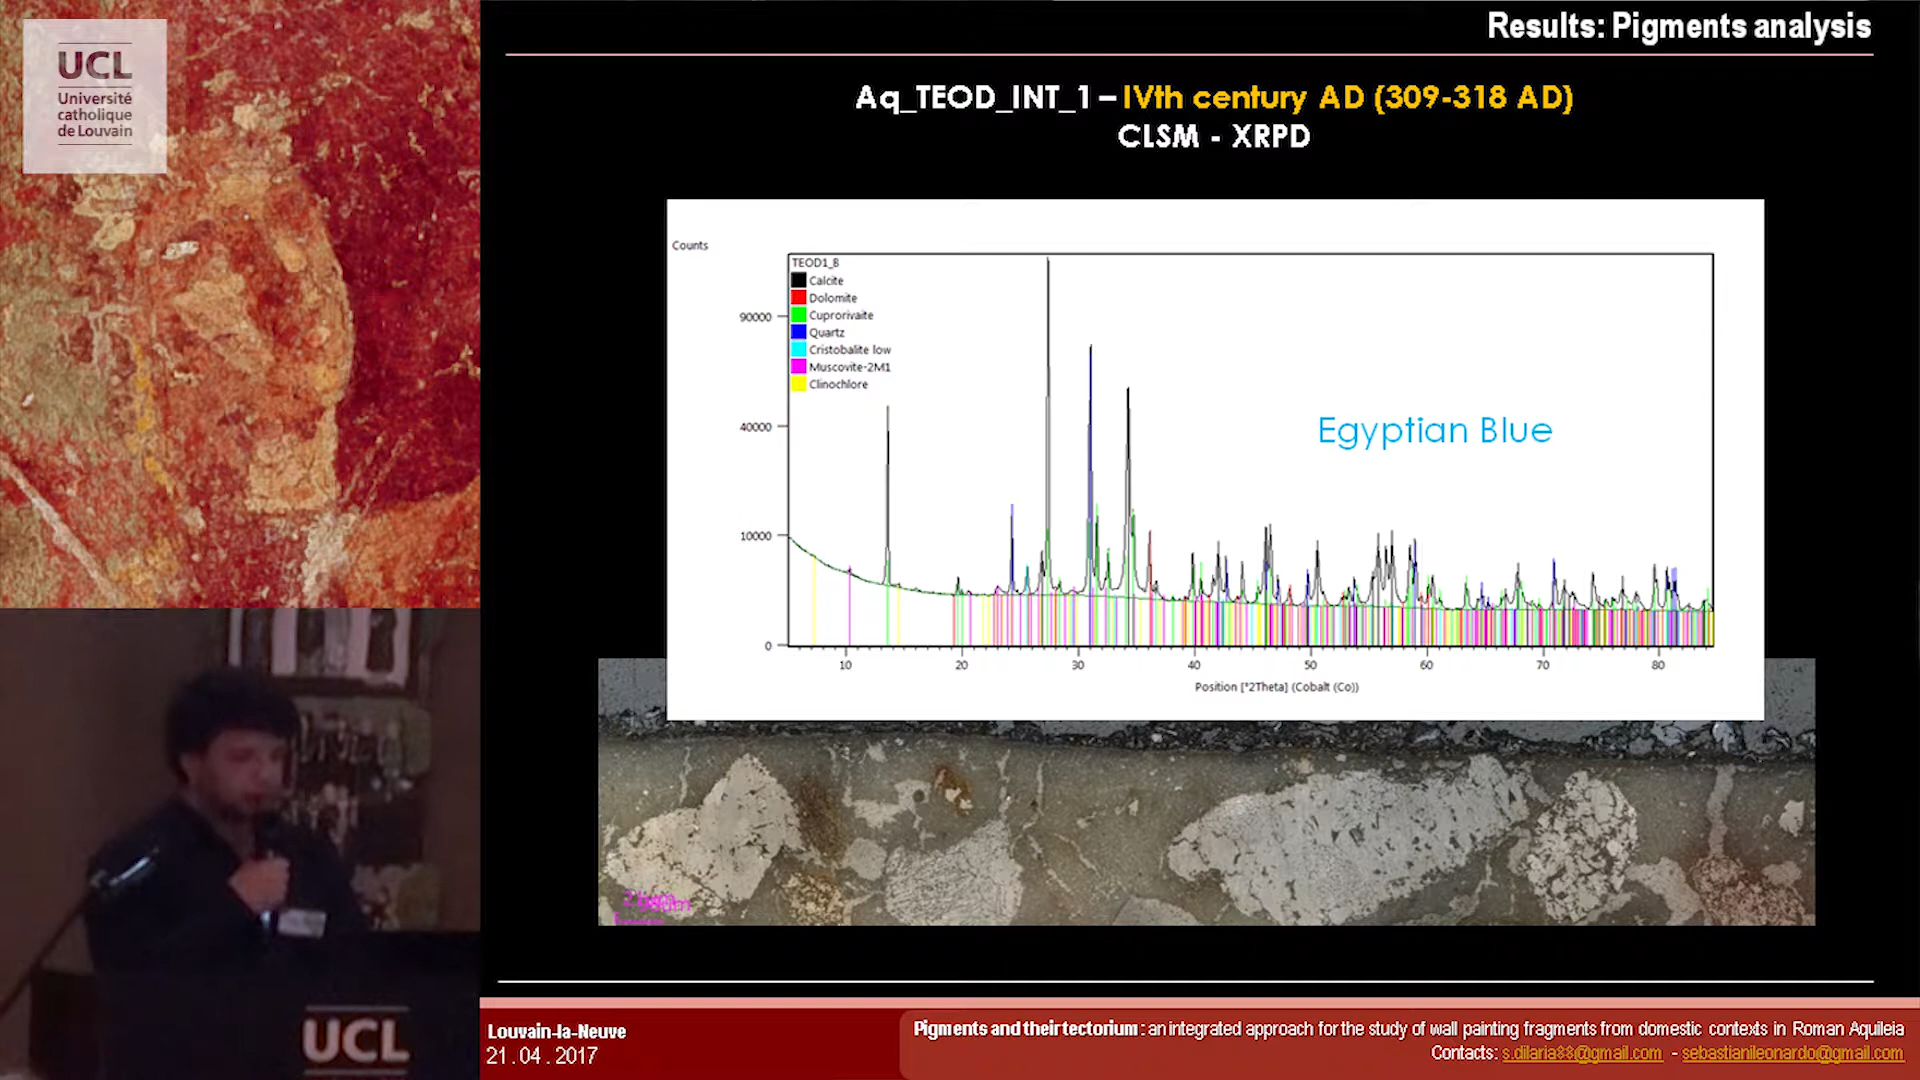 UCL
Université
catholique
de Louvain
Results: Pigments analysis
Aq_TEOD_INT_1 – IVth century AD (309-318 AD)
CLSM - XRPD
Counts
TEOD1_B
Calcite
Dolomite
Cuprorivaite
Quartz
Cristobalite low
Muscovite-2M1
Clinochlore
90000
40000
10000
0
Egyptian Blue
10 20 30 40 50 60 70 80
Position [°2Theta] (Cobalt (Co))
UCL
Louvain-la-Neuve
21.04.2017
Pigments and their tectorium: an integrated approach for the study of wall painting fragments from domestic contexts in Roman Aquileia
Contacts: s.dilaria88@gmail.com - sebastianileonardo@gmail.com